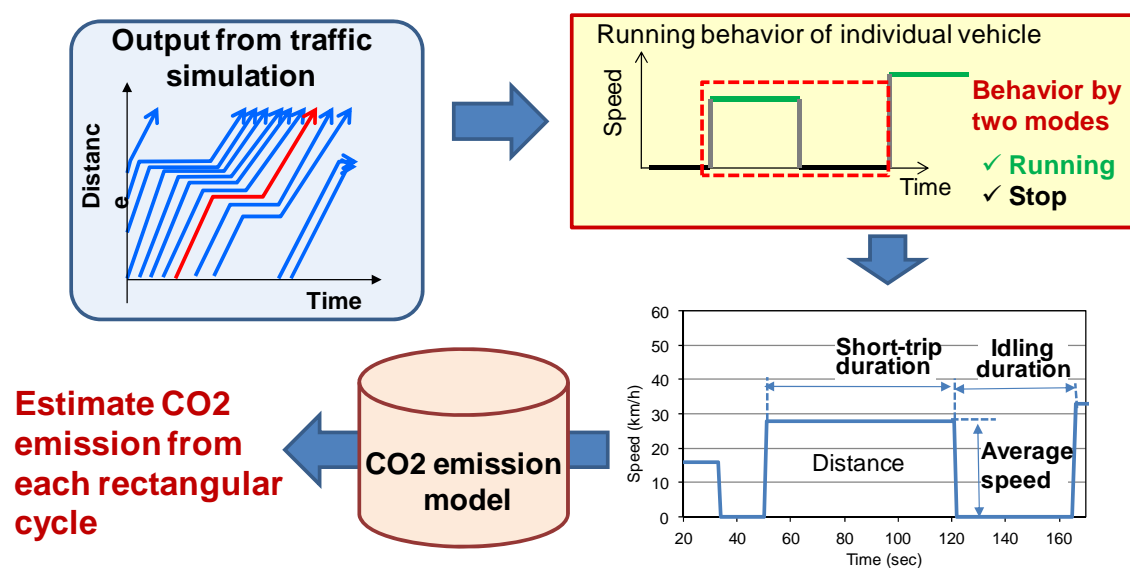 Output from traffic
simulation
Distanc
e
Time
Running behavior of individual vehicle
Speed
Time
Behavior by
two modes
✓ Running
✓ Stop
60
50
40
30
20
10
0
Speed (km/h)
Short-trip
duration
Idling
duration
Distance
Average
speed
20 40 60 80 100 120 140 160
Time (sec)
CO2 emission
model
Estimate CO2
emission from
each rectangular
cycle